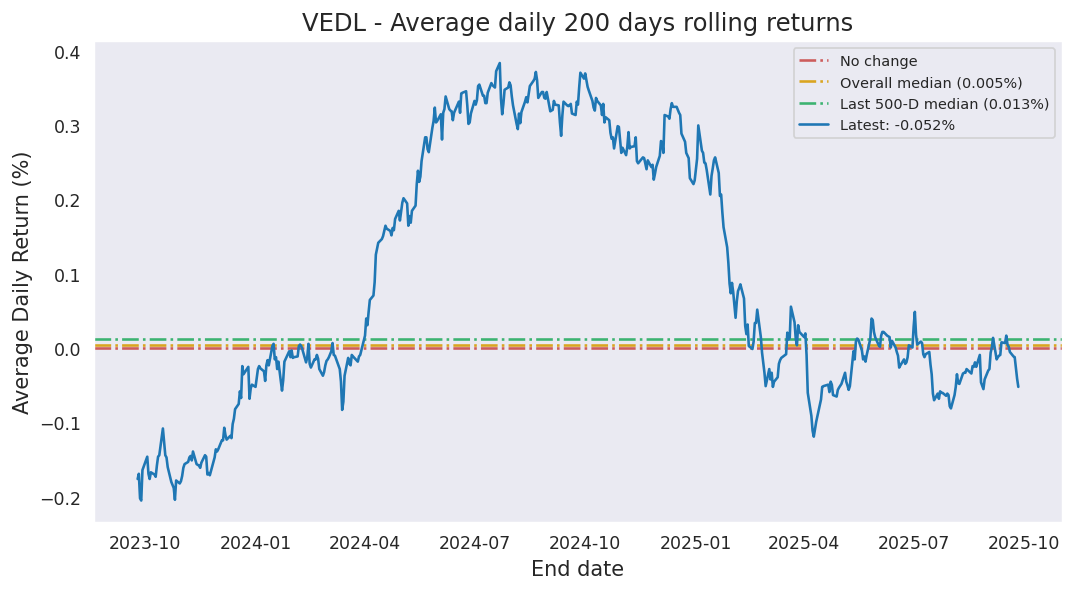 VEDL - Average daily 200 days rolling returns
No change
Overall median (0.005%)
Last 500-D median (0.013%)
Latest: -0.052%
Average Daily Return (%)
0.4
0.3
0.2
0.1
0.0
−0.1
−0.2
2023-10 2024-01 2024-04 2024-07 2024-10 2025-01 2025-04 2025-07 2025-10
End date